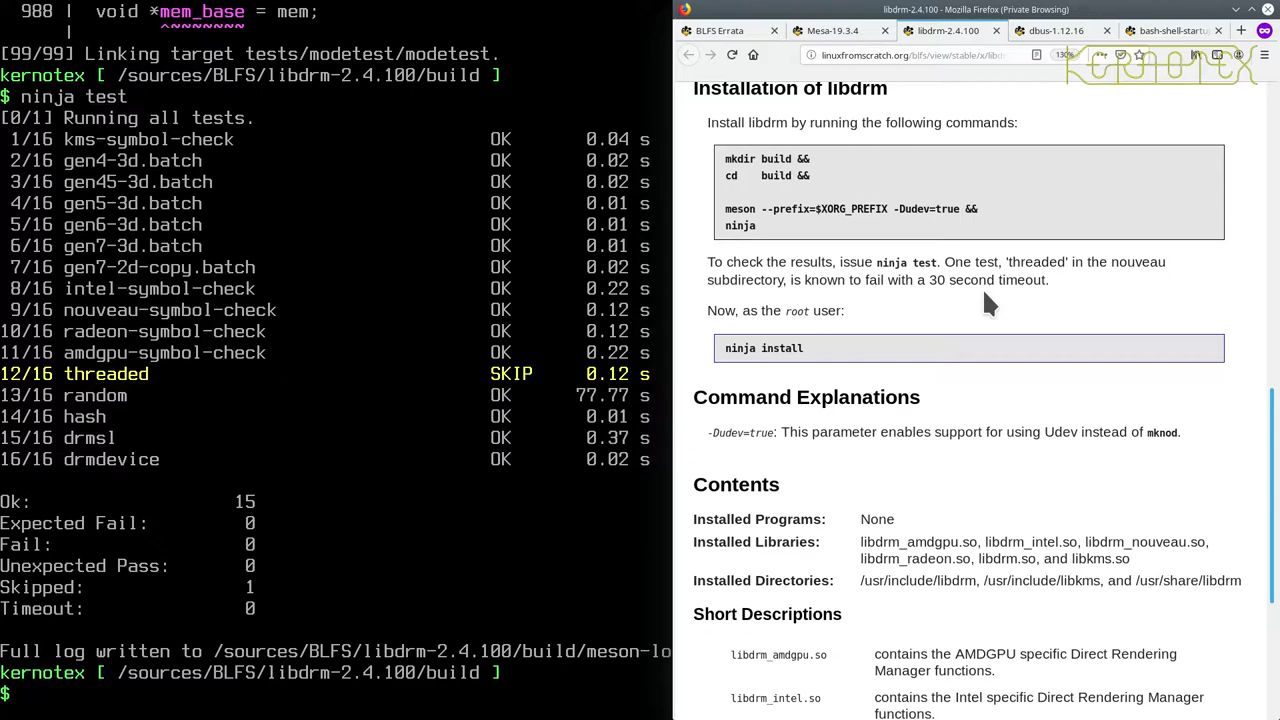 988 | void *mem_base = mem;
| ^~~~~~~~
[99/99] Linking target tests/modetest/modetest.
kernotex [ /sources/BLFS/libdrm-2.4.100/build ]
$ ninja test
[0/1] Running all tests.
1/16 kms-symbol-check OK 0.04 s
2/16 gen4-3d.batch OK 0.02 s
3/16 gen45-3d.batch OK 0.02 s
4/16 gen5-3d.batch OK 0.01 s
5/16 gen6-3d.batch OK 0.01 s
6/16 gen7-3d.batch OK 0.01 s
7/16 gen7-2d-copy.batch OK 0.02 s
8/16 intel-symbol-check OK 0.22 s
9/16 nouveau-symbol-check OK 0.12 s
10/16 radeon-symbol-check OK 0.12 s
11/16 amdgpu-symbol-check OK 0.22 s
12/16 threaded SKIP 0.12 s
13/16 random OK 77.77 s
14/16 hash OK 0.01 s
15/16 drmsl OK 0.37 s
16/16 drmdevice OK 0.02 s
Ok: 15
Expected Fail: 0
Fail: 0
Unexpected Pass: 0
Skipped: 1
Timeout: 0
Full log written to /sources/BLFS/libdrm-2.4.100/build/meson-lo
kernotex [ /sources/BLFS/libdrm-2.4.100/build ]
$
libdrm-2.4.100 - Mozilla Firefox (Private Browsing)
BLFS Errata
Mesa-19.3.4
libdrm-2.4.100
dbus-1.12.16
bash-shell-startu
linuxfromscratch.org/blfs/view/stable/x/libd
130%
KERNOTEX
Installation of libdrm
Install libdrm by running the following commands:
mkdir build &&
cd build &&
meson --prefix=$XORG_PREFIX -Dudev=true &&
ninja
To check the results, issue ninja test. One test, 'threaded' in the nouveau
subdirectory, is known to fail with a 30 second timeout.
Now, as the root user:
ninja install
Command Explanations
-Dudev=true: This parameter enables support for using Udev instead of mknod.
Contents
Installed Programs: None
Installed Libraries: libdrm_amdgpu.so, libdrm_intel.so, libdrm_nouveau.so,
libdrm_radeon.so, libdrm.so, and libkms.so
Installed Directories: /usr/include/libdrm, /usr/include/libkms, and /usr/share/libdrm
Short Descriptions
libdrm_amdgpu.so contains the AMDGPU specific Direct Rendering
Manager functions.
libdrm_intel.so contains the Intel specific Direct Rendering Manager
functions.